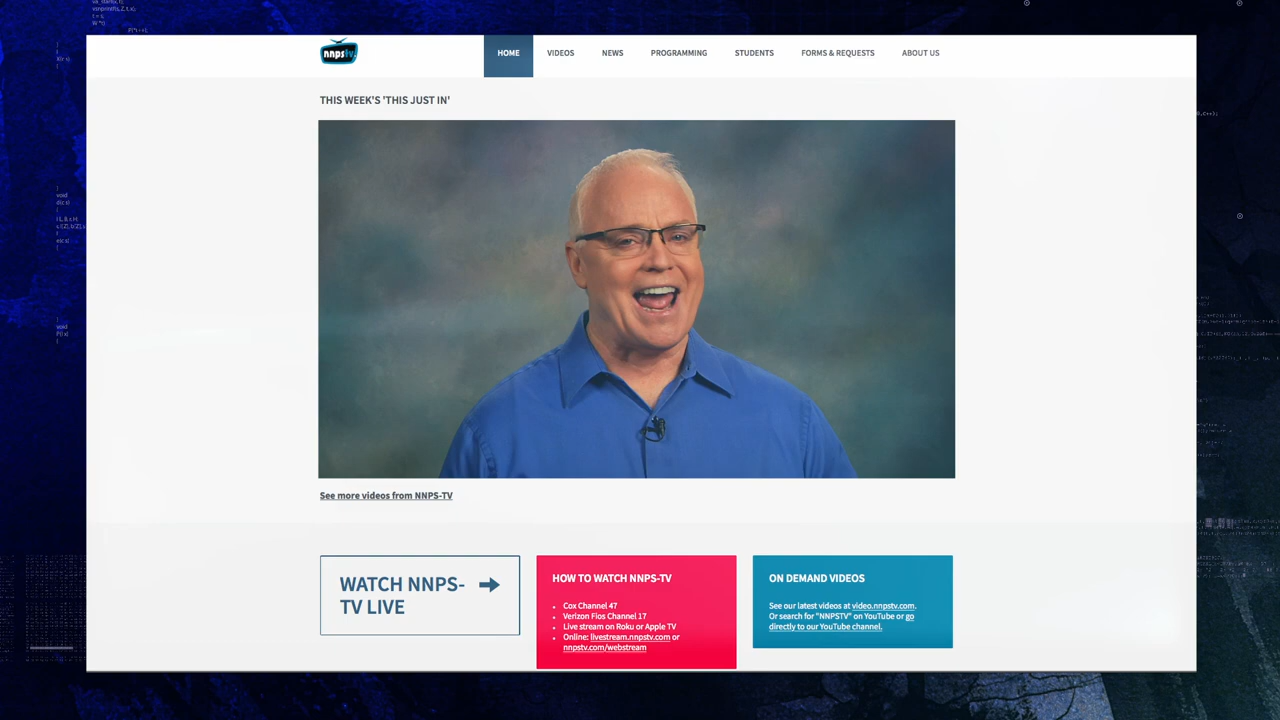 nnpstv
HOME
VIDEOS
NEWS
PROGRAMMING
STUDENTS
FORMS & REQUESTS
ABOUT US
THIS WEEK'S 'THIS JUST IN'
See more videos from NNPS-TV
WATCH NNPS-
TV LIVE
HOW TO WATCH NNPS-TV
• Cox Channel 47
• Verizon Fios Channel 17
• Live stream on Roku or Apple TV
• Online: livestream.nnpstv.com or
nnpstv.com/webstream
ON DEMAND VIDEOS
See our latest videos at video.nnpstv.com.
Or search for "NNPSTV" on YouTube or go
directly to our YouTube channel.
void
void